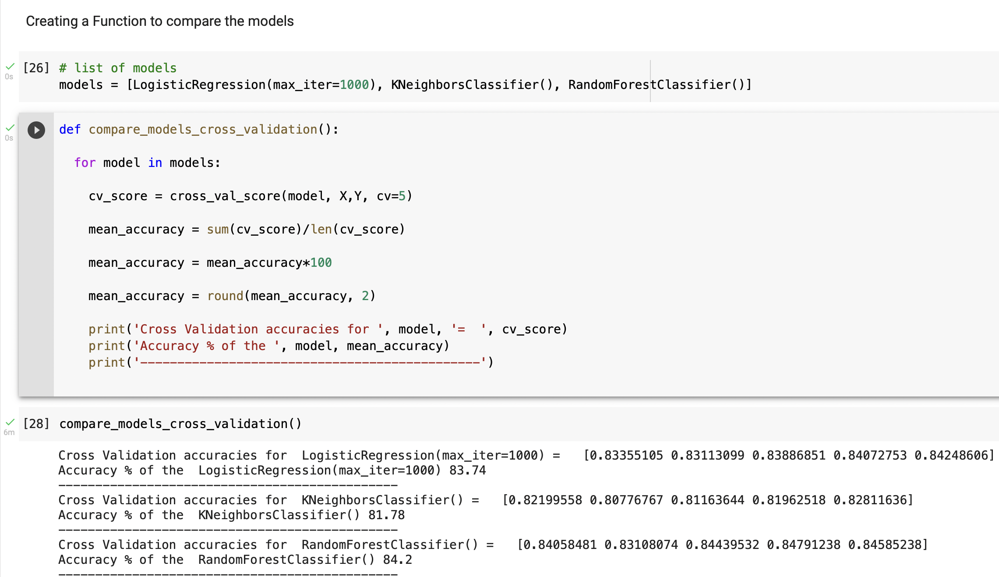 Creating a Function to compare the models
0s
[26] # list of models
models = [LogisticRegression(max_iter=1000), KNeighborsClassifier(), RandomForestClassifier()]
0s
def compare_models_cross_validation():
for model in models:
cv_score = cross_val_score(model, X,Y, cv=5)
mean_accuracy = sum(cv_score)/len(cv_score)
mean_accuracy = mean_accuracy*100
mean_accuracy = round(mean_accuracy, 2)
print('Cross Validation accuracies for ', model, '=  ', cv_score)
print('Accuracy % of the ', model, mean_accuracy)
print('----------------------------------------------')
6m
[28] compare_models_cross_validation()
Cross Validation accuracies for  LogisticRegression(max_iter=1000) =   [0.83355105 0.83113099 0.83886851 0.84072753 0.84248606]
Accuracy % of the  LogisticRegression(max_iter=1000) 83.74
----------------------------------------------
Cross Validation accuracies for  KNeighborsClassifier() =   [0.82199558 0.80776767 0.81163644 0.81962518 0.82811636]
Accuracy % of the  KNeighborsClassifier() 81.78
----------------------------------------------
Cross Validation accuracies for  RandomForestClassifier() =   [0.84058481 0.83108074 0.84439532 0.84791238 0.84585238]
Accuracy % of the  RandomForestClassifier() 84.2
----------------------------------------------